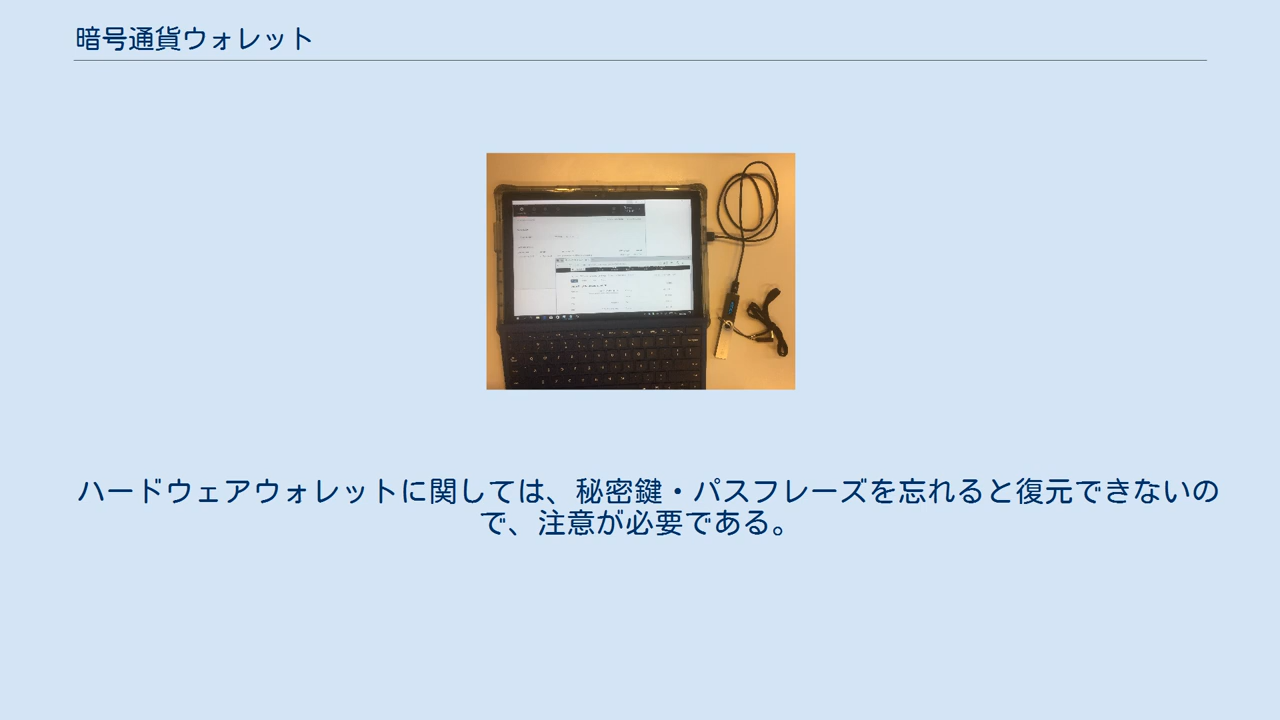 暗号通貨ウォレット
ハードウェアウォレットに関しては、秘密鍵・パスフレーズを忘れると復元できないの
で、注意が必要である。